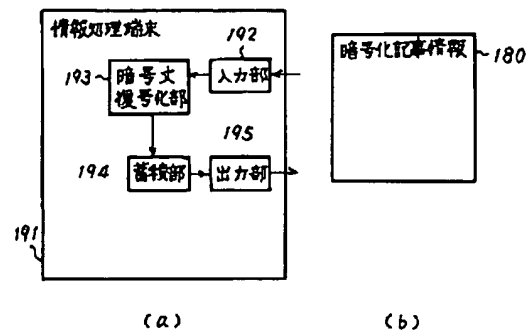 情報処理端末
192
暗号化記事情報
180
193
暗号文
復号化部
入力部
195
194
蓄積部
出力部
191
(a)
(b)